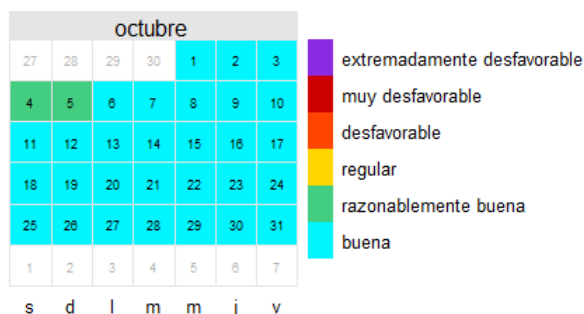 octubre
27 28 29 30 1 2 3
4 5 6 7 8 9 10
11 12 13 14 15 16 17
18 19 20 21 22 23 24
25 26 27 28 29 30 31
1 2 3 4 5 6 7
s d l m m j v
extremadamente desfavorable
muy desfavorable
desfavorable
regular
razonablemente buena
buena